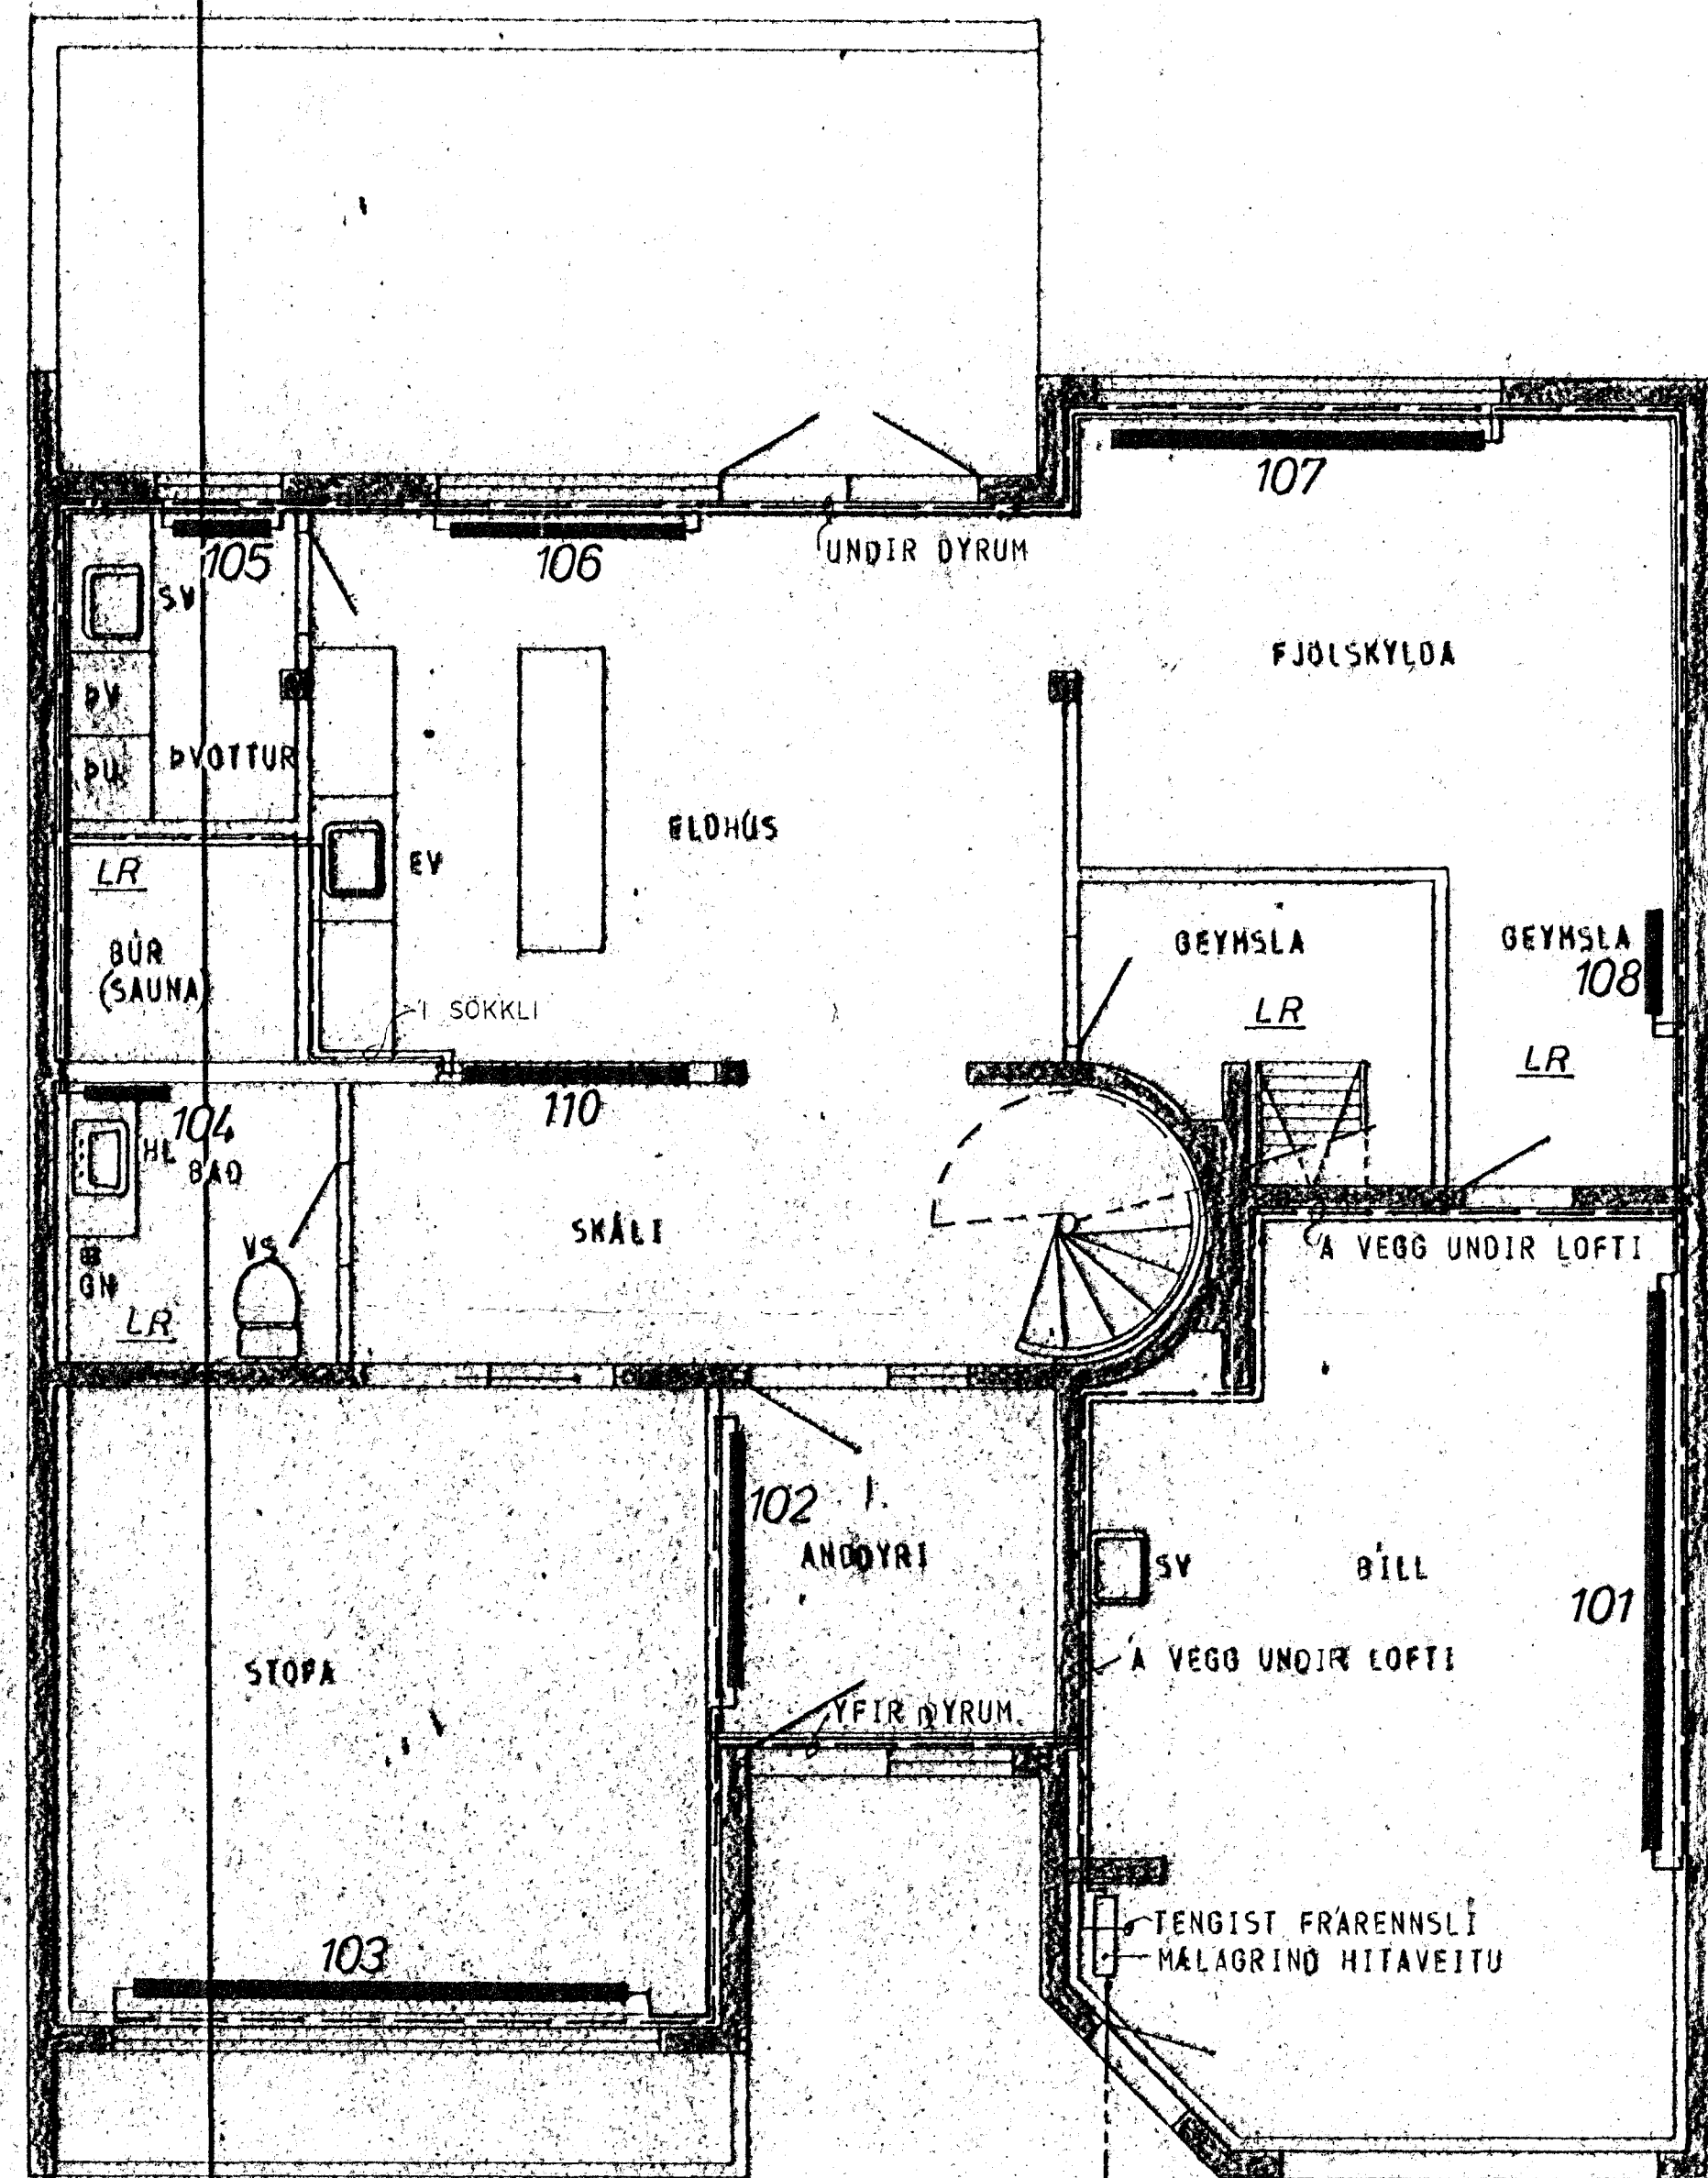 107
105
106
UNDIR DYRUM
SV
FJÖLSKYLDA
ÞV
ÞVOTTUR
ÞU
ELDHÚS
EV
LR
GEYMSLA
GEYMSLA
BÚR
(SAUNA)
108
Í SÖKKLI
LR
LR
104
110
HL
BAÐ
SKÁLI
VS
Á VEGG UNDIR LOFTI
GN
LR
102
ANDDYRI
SV
BÍLL
101
STOFA
Á VEGG UNDIR LOFTI
YFIR DYRUM
103
TENGIST FRÁRENNSLI
MÆLAGRIND HITAVEITU